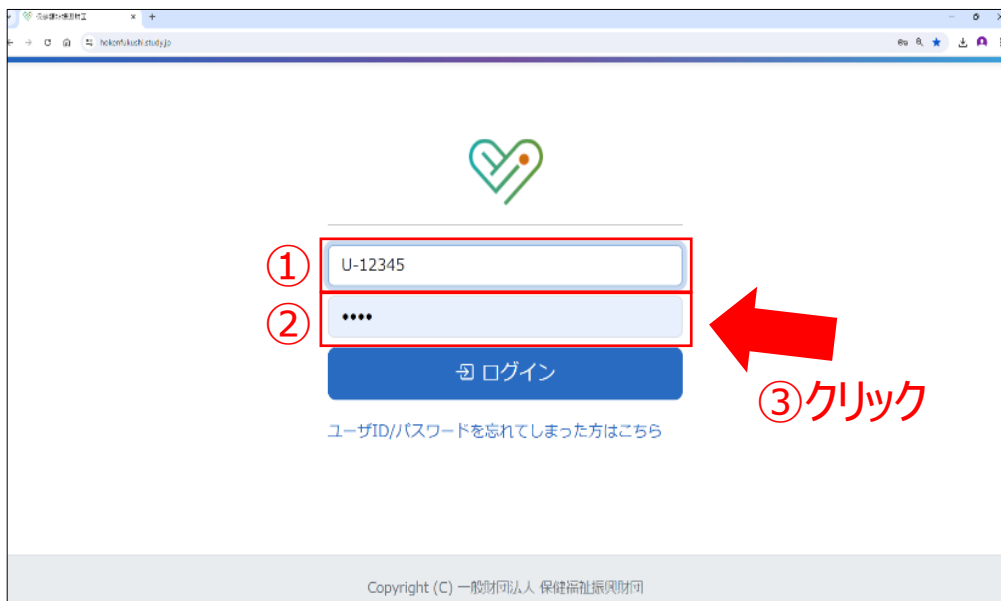 hokenfukushi.study.jp
①
U-12345
②
••••
ログイン
③クリック
ユーザID/パスワードを忘れてしまった方はこちら
Copyright (C) 一般財団法人 保健福祉振興財団